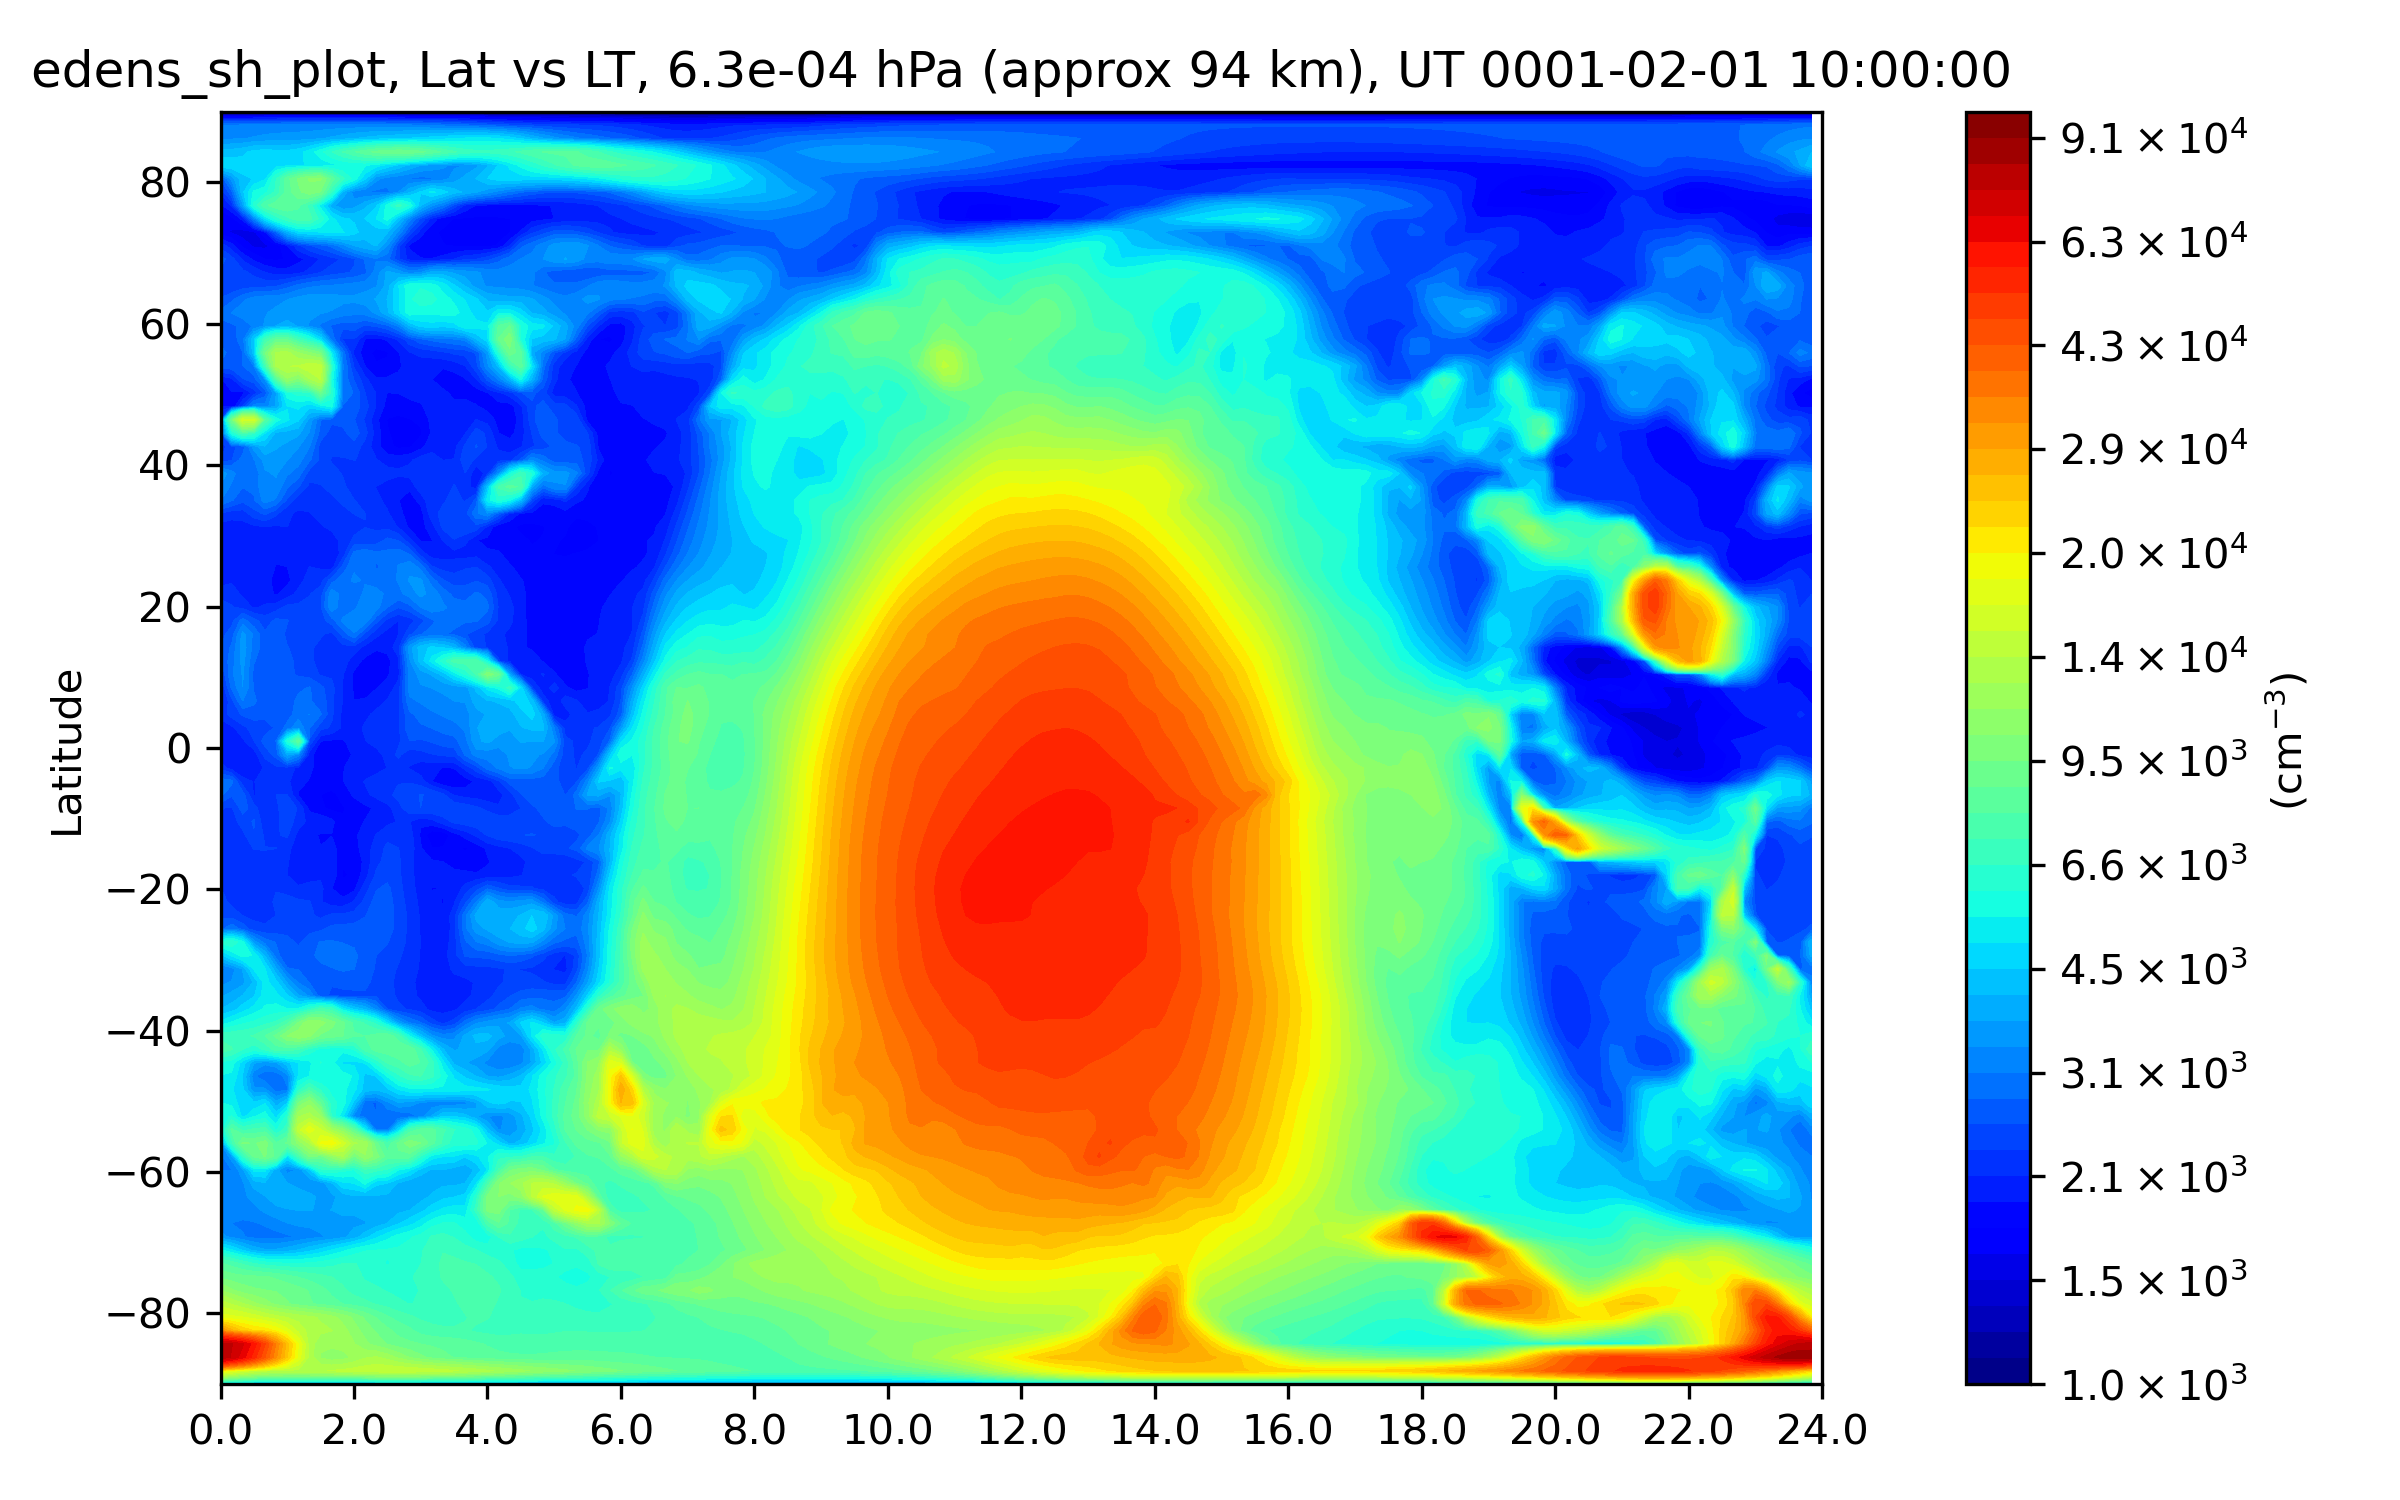 edens_sh_plot, Lat vs LT, 6.3e-04 hPa (approx 94 km), UT 0001-02-01 10:00:00
80
60
40
20
0
−20
−40
−60
−80
Latitude
0.0 2.0 4.0 6.0 8.0 10.0 12.0 14.0 16.0 18.0 20.0 22.0 24.0
9.1 × 10⁴
6.3 × 10⁴
4.3 × 10⁴
2.9 × 10⁴
2.0 × 10⁴
1.4 × 10⁴
9.5 × 10³
6.6 × 10³
4.5 × 10³
3.1 × 10³
2.1 × 10³
1.5 × 10³
1.0 × 10³
(cm⁻³)